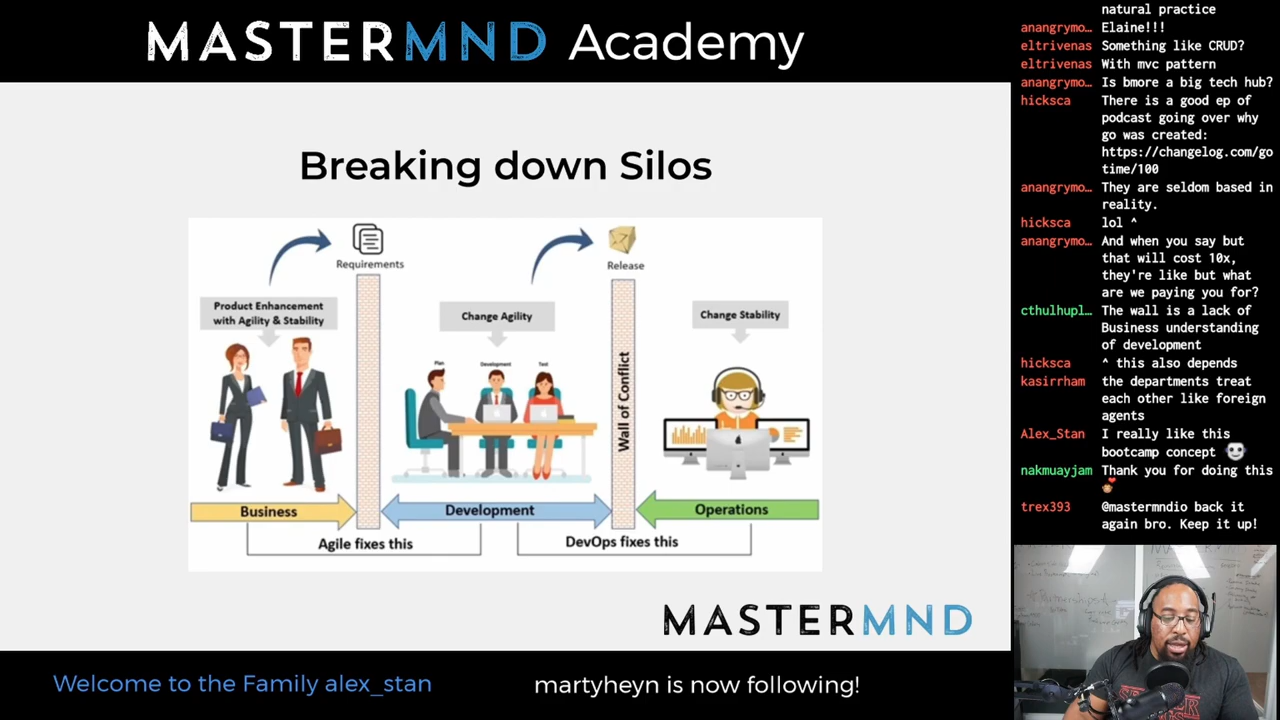 MASTERMND Academy
Breaking down Silos
Requirements
Release
Product Enhancement
with Agility & Stability
Change Agility
Change Stability
Plan
Development
Test
Wall of Conflict
Business
Development
Operations
Agile fixes this
DevOps fixes this
MASTERMND
Welcome to the Family alex_stan
martyheyn is now following!
natural practice
anangrymo… Elaine!!!
eltrivenas Something like CRUD?
eltrivenas With mvc pattern
anangrymo… Is bmore a big tech hub?
hicksca There is a good ep of
podcast going over why
go was created:
https://changelog.com/go
time/100
anangrymo… They are seldom based in
reality.
hicksca lol ^
anangrymo… And when you say but
that will cost 10x,
they're like but what
are we paying you for?
cthulhupl… The wall is a lack of
Business understanding
of development
hicksca ^ this also depends
kasirrham the departments treat
each other like foreign
agents
Alex_Stan I really like this
bootcamp concept
nakmuayjam Thank you for doing this
trex393 @mastermndio back it
again bro. Keep it up!